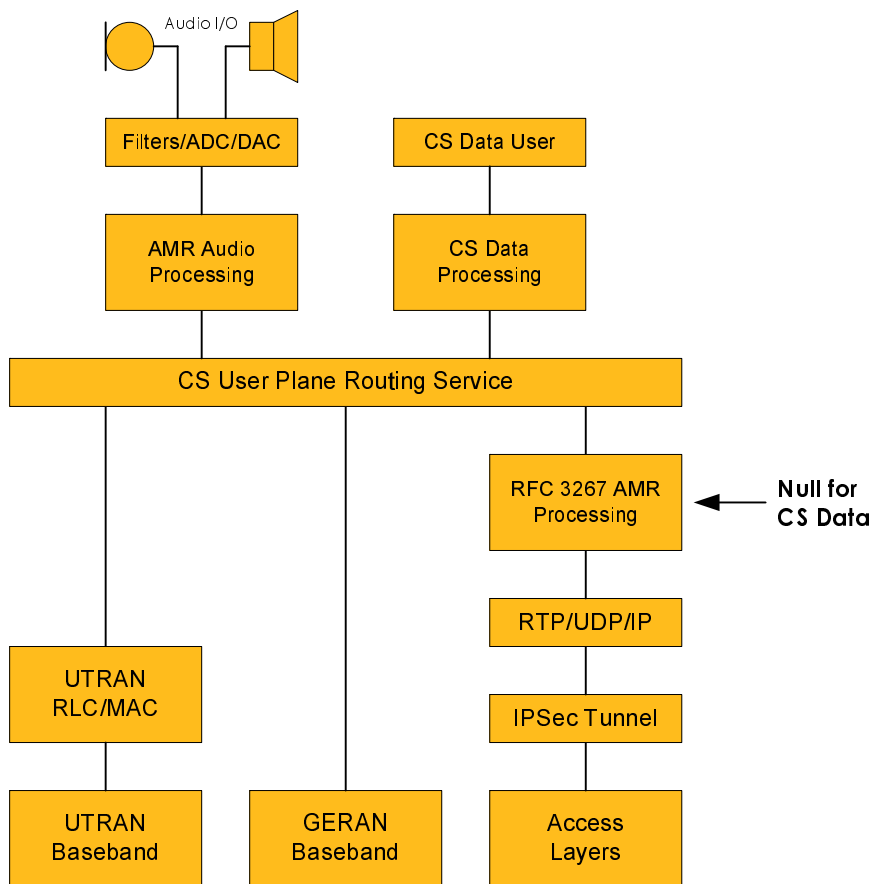 Audio I/O
Filters/ADC/DAC
CS Data User
AMR Audio
Processing
CS Data
Processing
CS User Plane Routing Service
RFC 3267 AMR
Processing
Null for
CS Data
RTP/UDP/IP
UTRAN
RLC/MAC
IPSec Tunnel
UTRAN
Baseband
GERAN
Baseband
Access
Layers